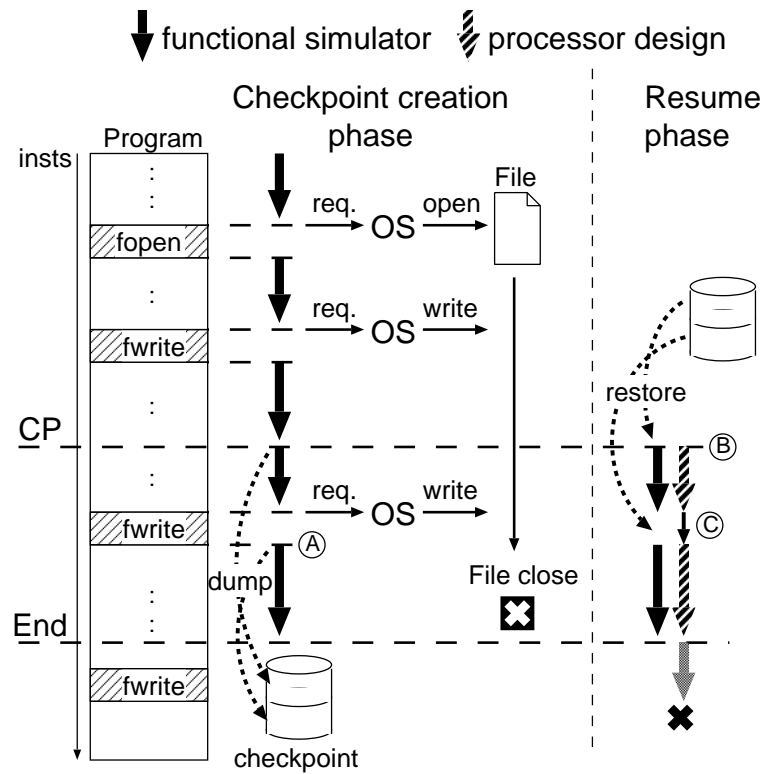 functional simulator processor design
Checkpoint creation
phase
Resume
phase
Program
insts
File
req. OS open
fopen
req. OS write
fwrite
restore
CP
B
req. OS write
fwrite
A
C
dump
File close
End
fwrite
checkpoint